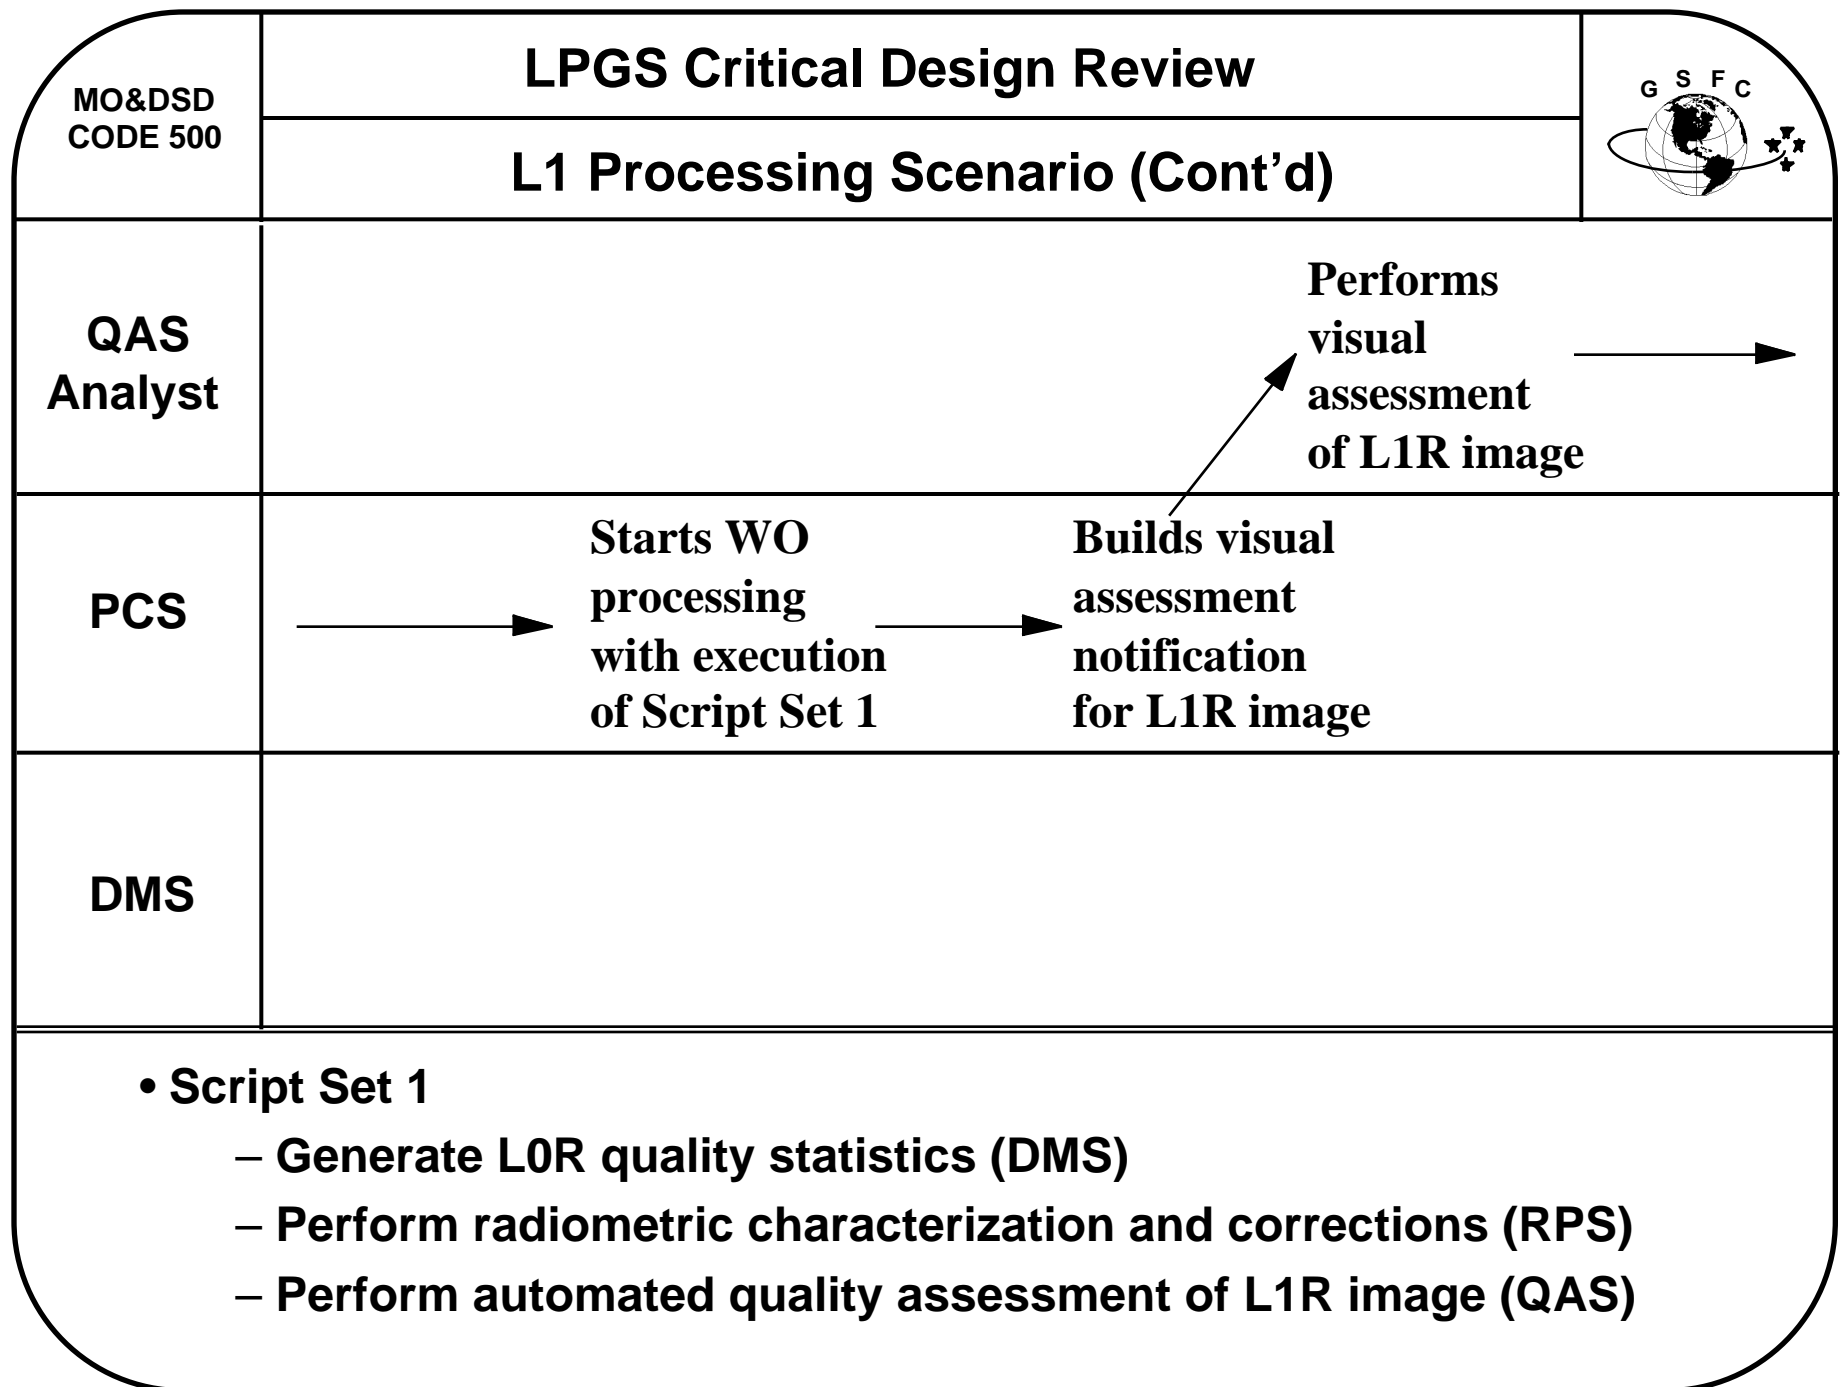 MO&DSD
CODE 500
LPGS Critical Design Review
L1 Processing Scenario (Cont’d)
G S F C
QAS
Analyst
Performs
visual
assessment
of L1R image
PCS
Starts WO
processing
with execution
of Script Set 1
Builds visual
assessment
notification
for L1R image
DMS
• Script Set 1
– Generate L0R quality statistics (DMS)
– Perform radiometric characterization and corrections (RPS)
– Perform automated quality assessment of L1R image (QAS)